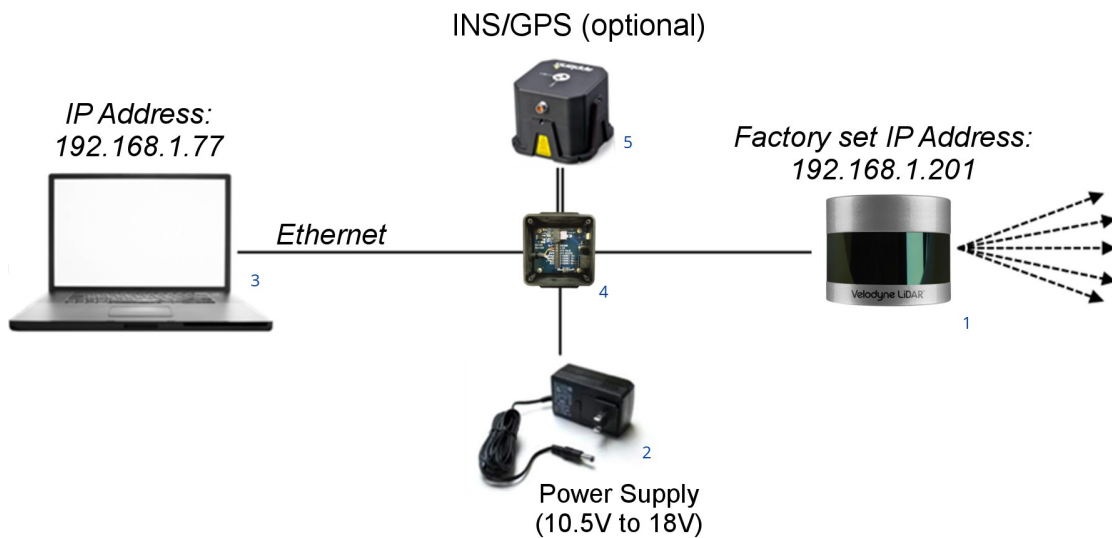 INS/GPS (optional)
IP Address:
192.168.1.77
5
Factory set IP Address:
192.168.1.201
Ethernet
3
4
Velodyne LiDAR
1
2
Power Supply
(10.5V to 18V)